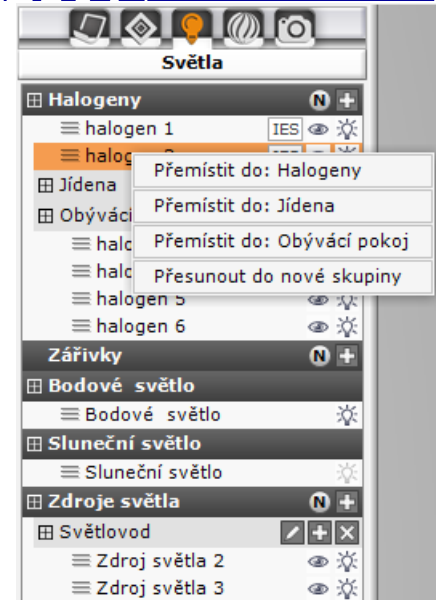 Světla
Halogeny N +
halogen 1 IES
Přemístit do: Halogeny
Jídena
Přemístit do: Jídena
Přemístit do: Obývácí pokoj
Přesunout do nové skupiny
halogen 5
halogen 6
Zářivky N +
Bodové světlo
Bodové světlo
Sluneční světlo
Sluneční světlo
Zdroje světla N +
Světlovod
Zdroj světla 2
Zdroj světla 3